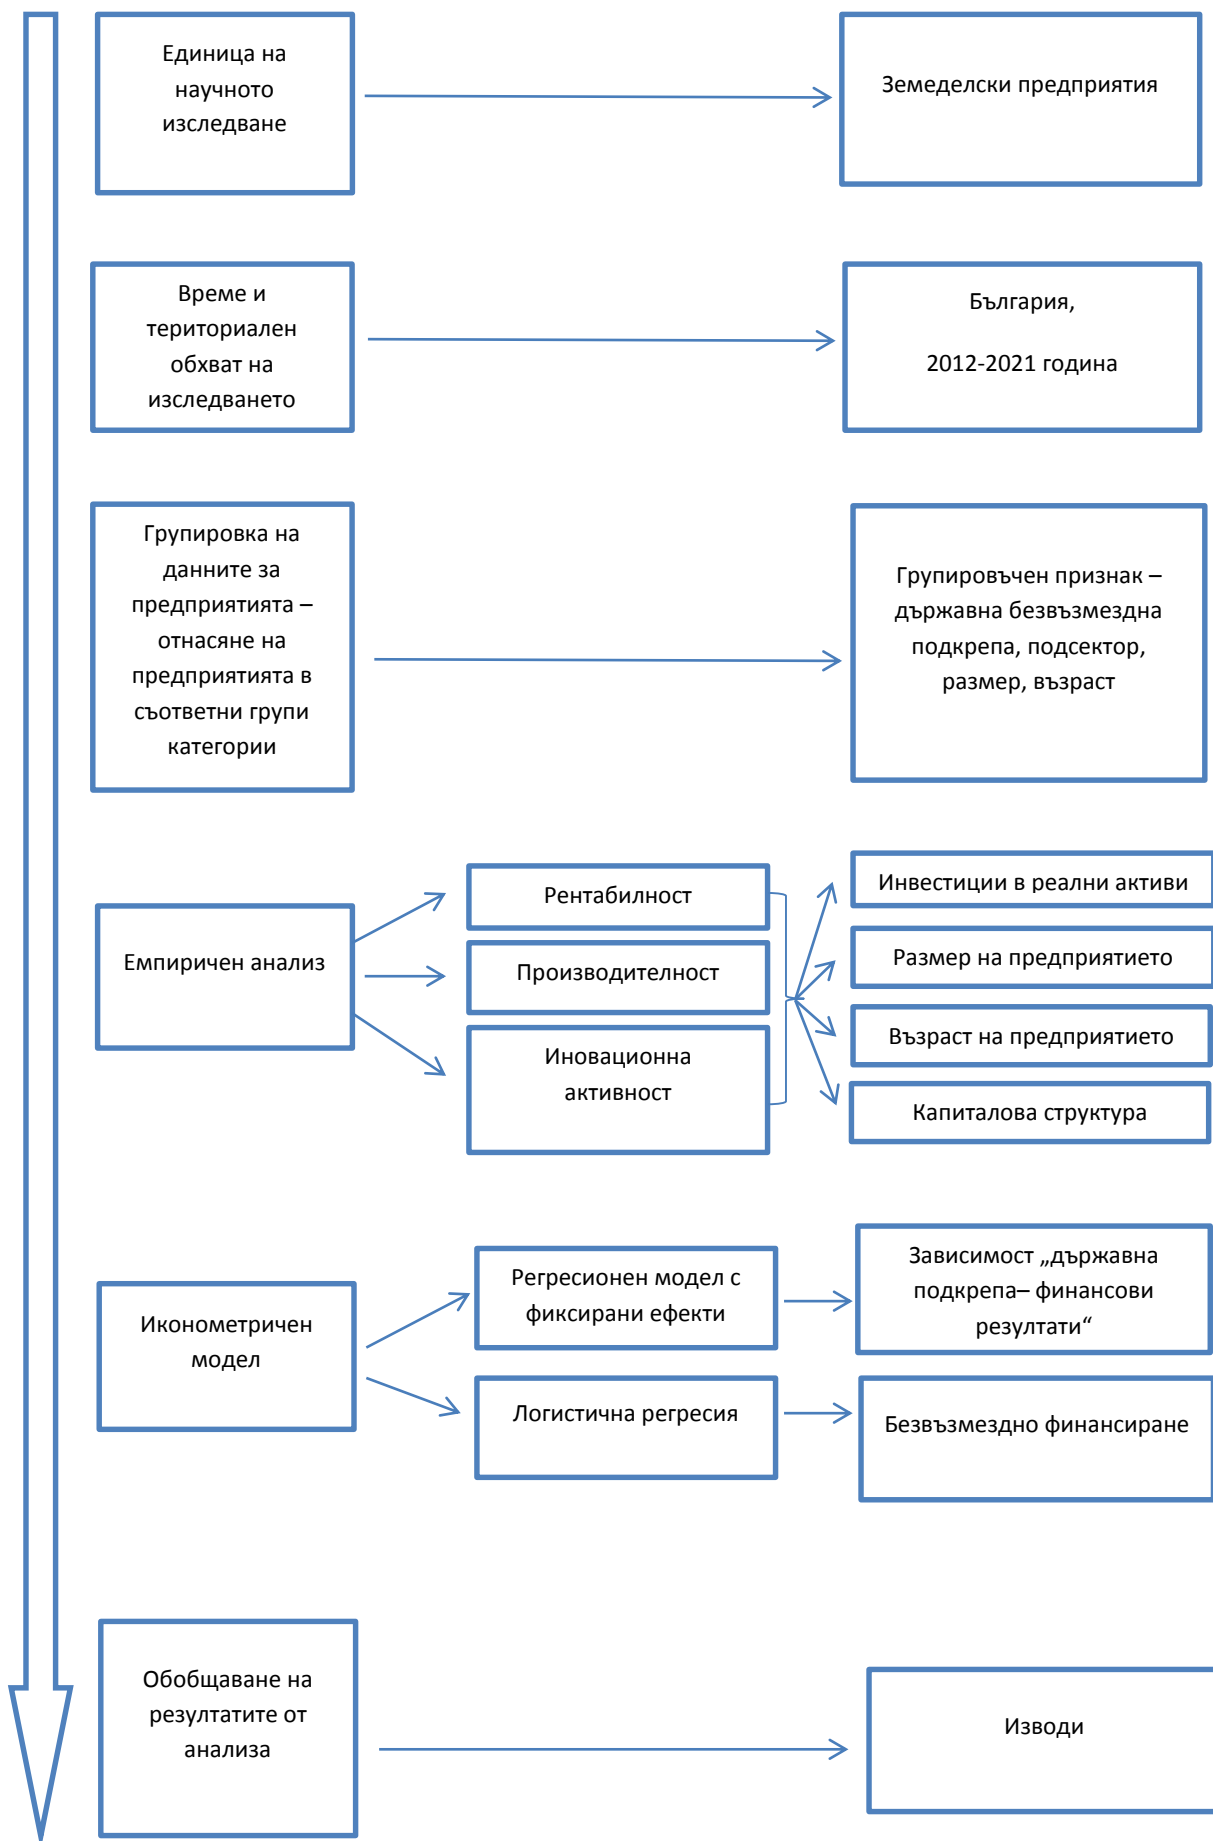 Единица на
научното
изследване
Земеделски предприятия
Време и
териториален
обхват на
изследването
България,
2012-2021 година
Групировка на
данните за
предприятията –
отнасяне на
предприятията в
съответни групи
категории
Групировъчен признак –
държавна безвъзмездна
подкрепа, подсектор,
размер, възраст
Емпиричен анализ
Рентабилност
Производителност
Иновационна
активност
Инвестиции в реални активи
Размер на предприятието
Възраст на предприятието
Капиталова структура
Иконометричен
модел
Регресионен модел с
фиксирани ефекти
Зависимост „държавна
подкрепа– финансови
резултати“
Логистична регресия
Безвъзмездно финансиране
Обобщаване на
резултатите от
анализа
Изводи